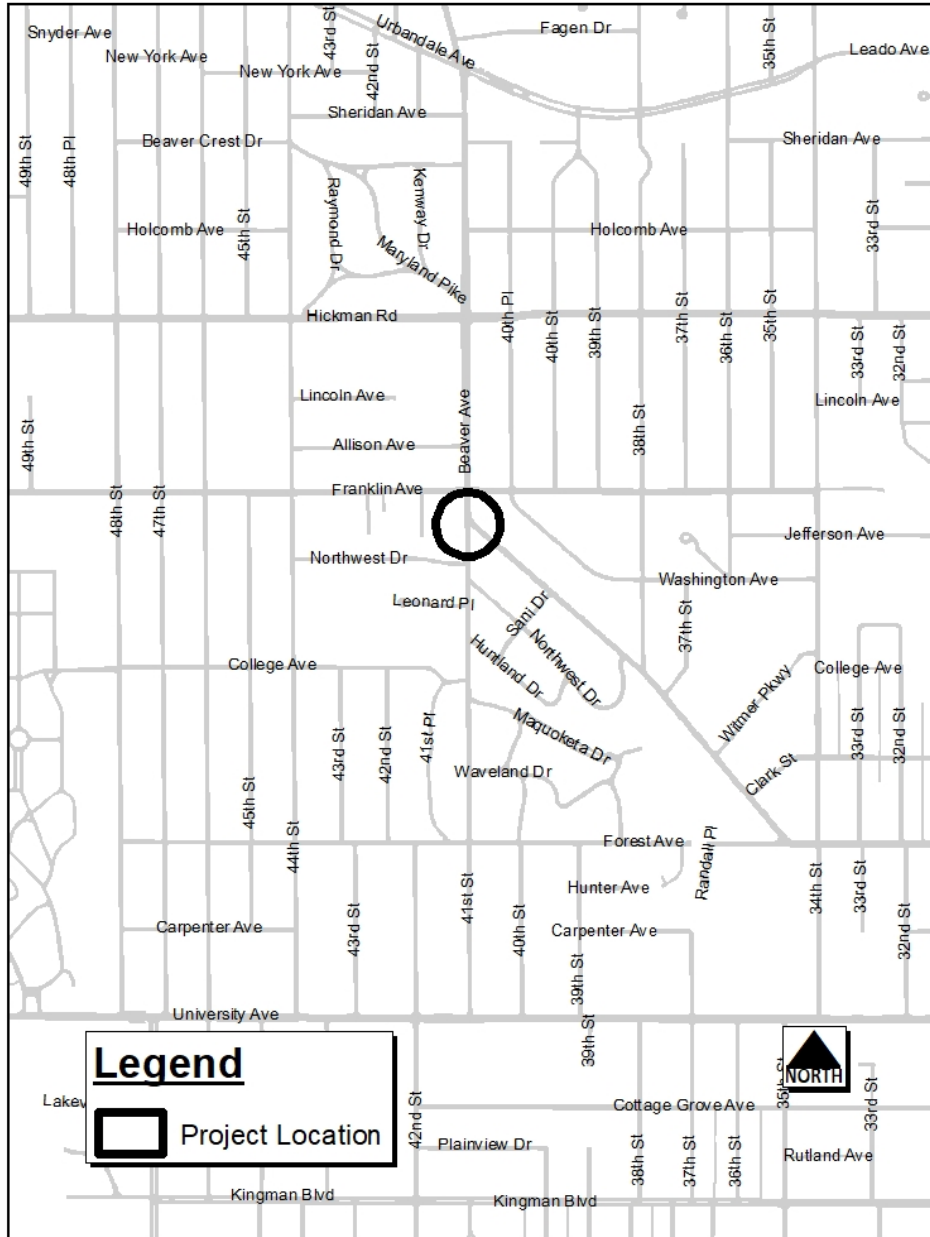 Snyder Ave
New York Ave
New York Ave
43rd St
42nd St
Urbandale Ave
Fagen Dr
35th St
Leado Ave
Sheridan Ave
Sheridan Ave
49th St
48th Pl
Beaver Crest Dr
Raymond Dr
Kenway Dr
45th St
Holcomb Ave
Holcomb Ave
33rd St
Maryland Pike
Hickman Rd
40th Pl
40th St
39th St
37th St
36th St
35th St
33rd St
32nd St
Lincoln Ave
Lincoln Ave
Beaver Ave
38th St
Allison Ave
49th St
Franklin Ave
48th St
47th St
Jefferson Ave
Northwest Dr
Washington Ave
Leonard Pl
Sani Dr
37th St
Northwest Dr
Huntland Dr
College Ave
College Ave
Witmer Pkwy
41st Pl
43rd St
42nd St
Maquoketa Dr
33rd St
32nd St
Waveland Dr
Clark St
45th St
44th St
Forest Ave
Randall Pl
Hunter Ave
34th St
33rd St
41st St
40th St
43rd St
Carpenter Ave
Carpenter Ave
32nd St
39th St
University Ave
39th St
Legend
Project Location
NORTH
35th St
33rd St
Lakev
42nd St
Cottage Grove Ave
Plainview Dr
38th St
37th St
36th St
Rutland Ave
Kingman Blvd
Kingman Blvd